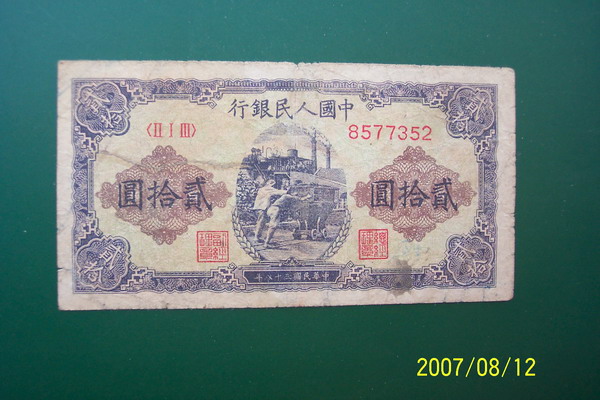 行銀民人國中
〈II I III〉
8577352
圓拾貳
圓拾貳
年八十三國民華中
2007/08/12